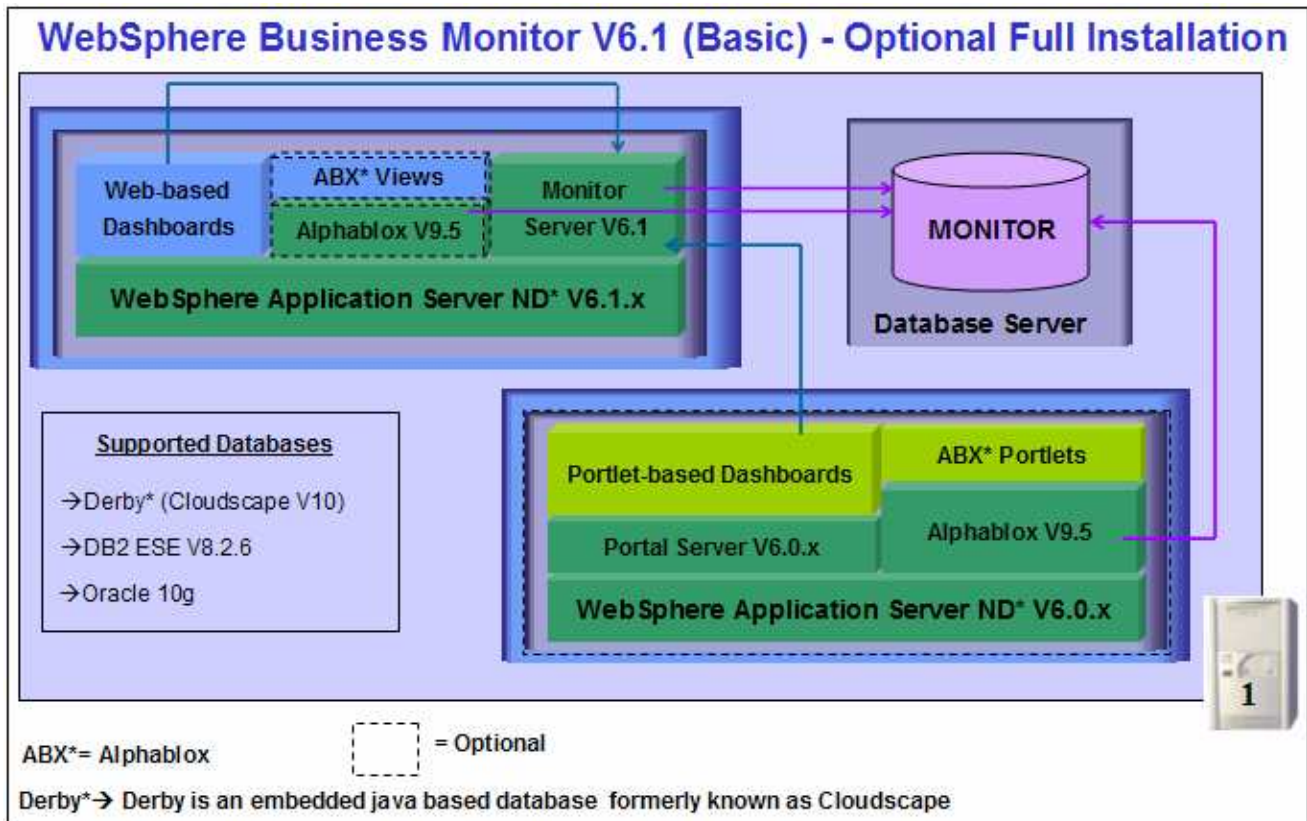 WebSphere Business Monitor V6.1 (Basic) - Optional Full Installation
Web-based
Dashboards
ABX* Views
Alphablox V9.5
Monitor
Server V6.1
WebSphere Application Server ND* V6.1.x
MONITOR
Database Server
Supported Databases
→Derby* (Cloudscape V10)
→DB2 ESE V8.2.6
→Oracle 10g
Portlet-based Dashboards
ABX* Portlets
Portal Server V6.0.x
Alphablox V9.5
WebSphere Application Server ND* V6.0.x
1
ABX*= Alphablox
= Optional
Derby*→ Derby is an embedded java based database formerly known as Cloudscape